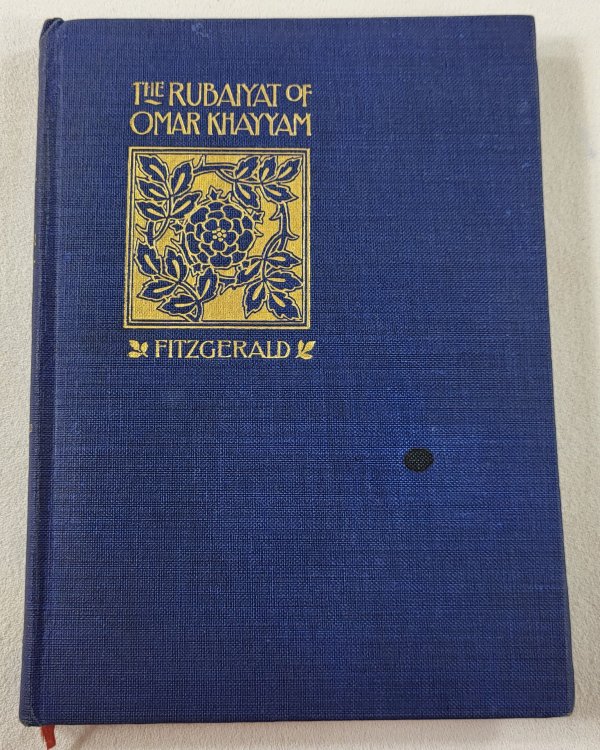 THE RUBAIYAT OF
OMAR KHAYYAM
FITZGERALD